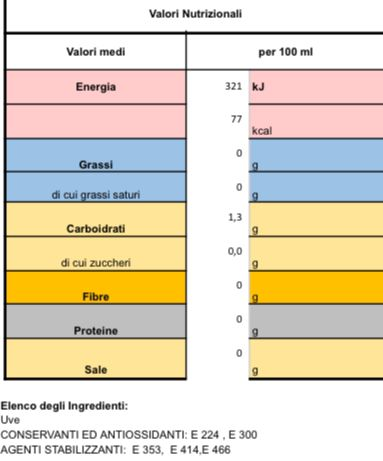 Valori Nutrizionali
Valori medi per 100 ml
Energia 321 kJ
77 kcal
Grassi 0 g
di cui grassi saturi 0 g
Carboidrati 1,3 g
di cui zuccheri 0,0 g
Fibre 0 g
Proteine 0 g
Sale 0 g
Elenco degli Ingredienti:
Uve
CONSERVANTI ED ANTIOSSIDANTI: E 224 , E 300
AGENTI STABILIZZANTI: E 353, E 414,E 466